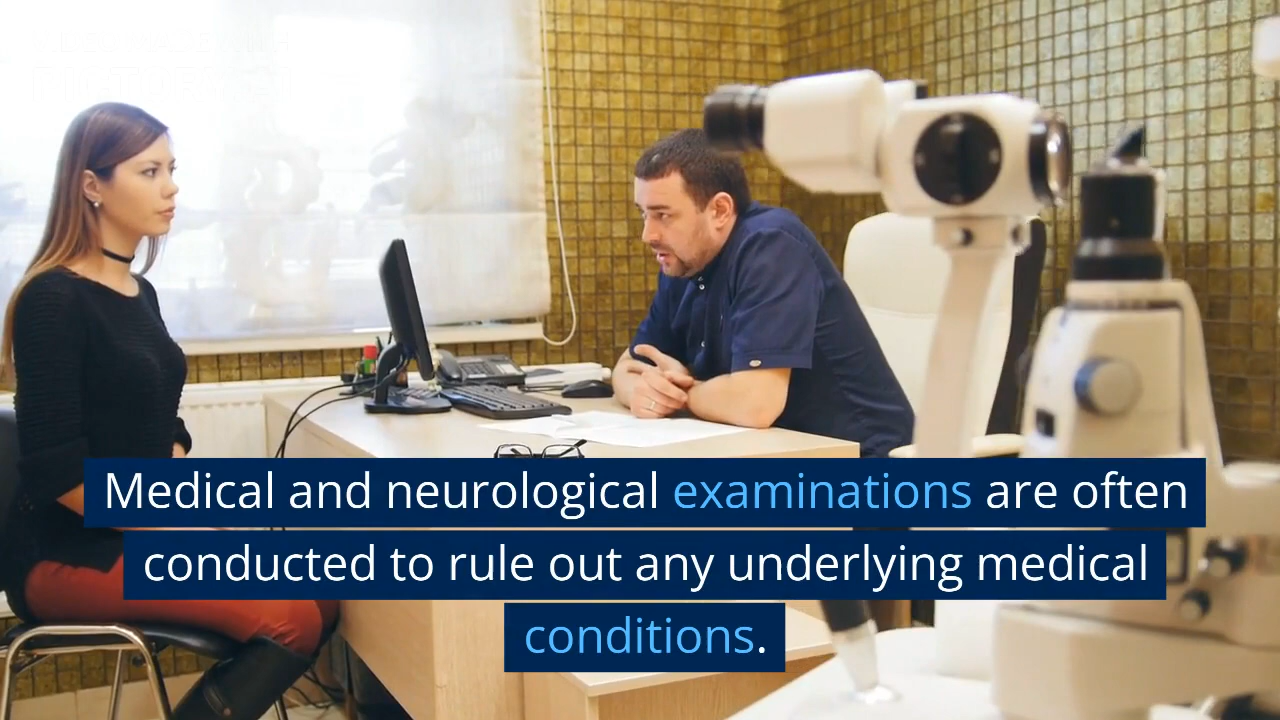 Medical and neurological examinations are often
conducted to rule out any underlying medical
conditions.